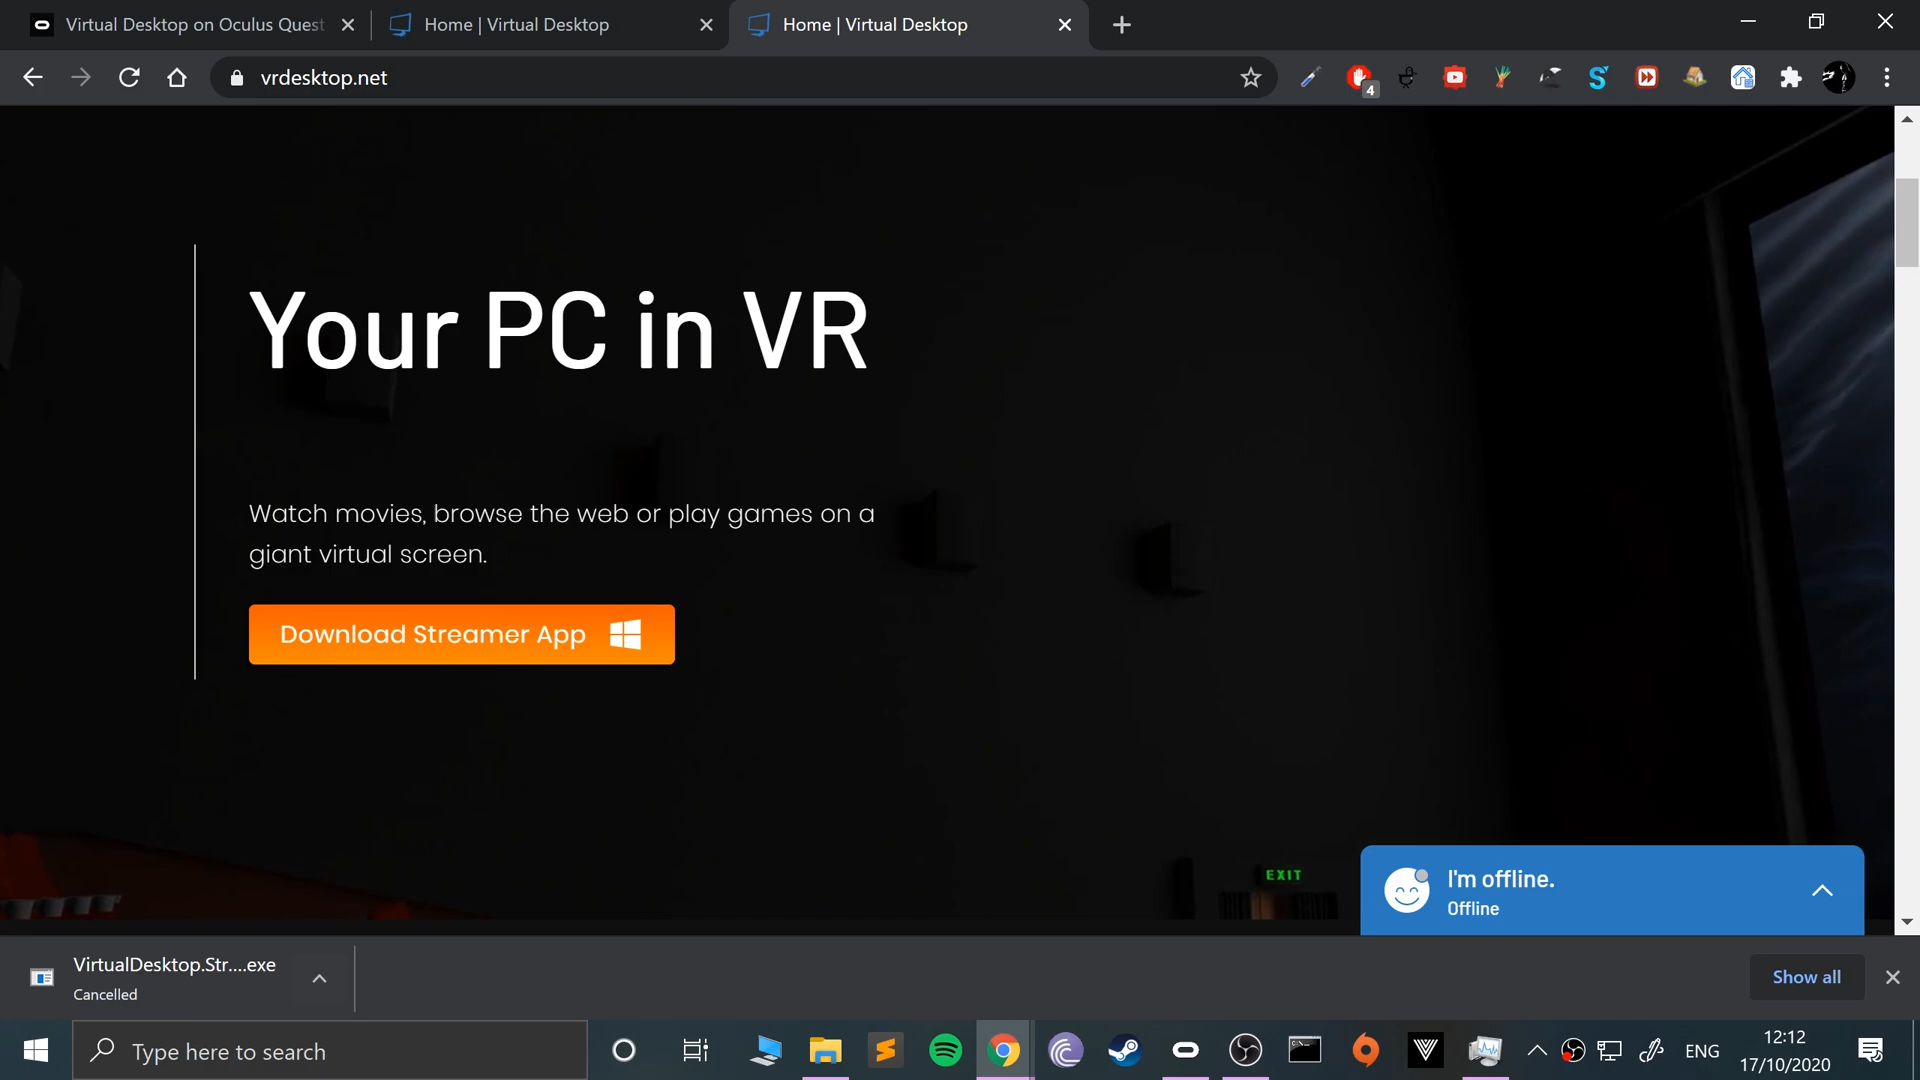 Virtual Desktop on Oculus Quest
Home | Virtual Desktop
Home | Virtual Desktop
vrdesktop.net
4
Your PC in VR
Watch movies, browse the web or play games on a
giant virtual screen.
Download Streamer App
EXIT
I'm offline.
Offline
VirtualDesktop.Str....exe
Cancelled
Show all
Type here to search
ENG
12:12
17/10/2020